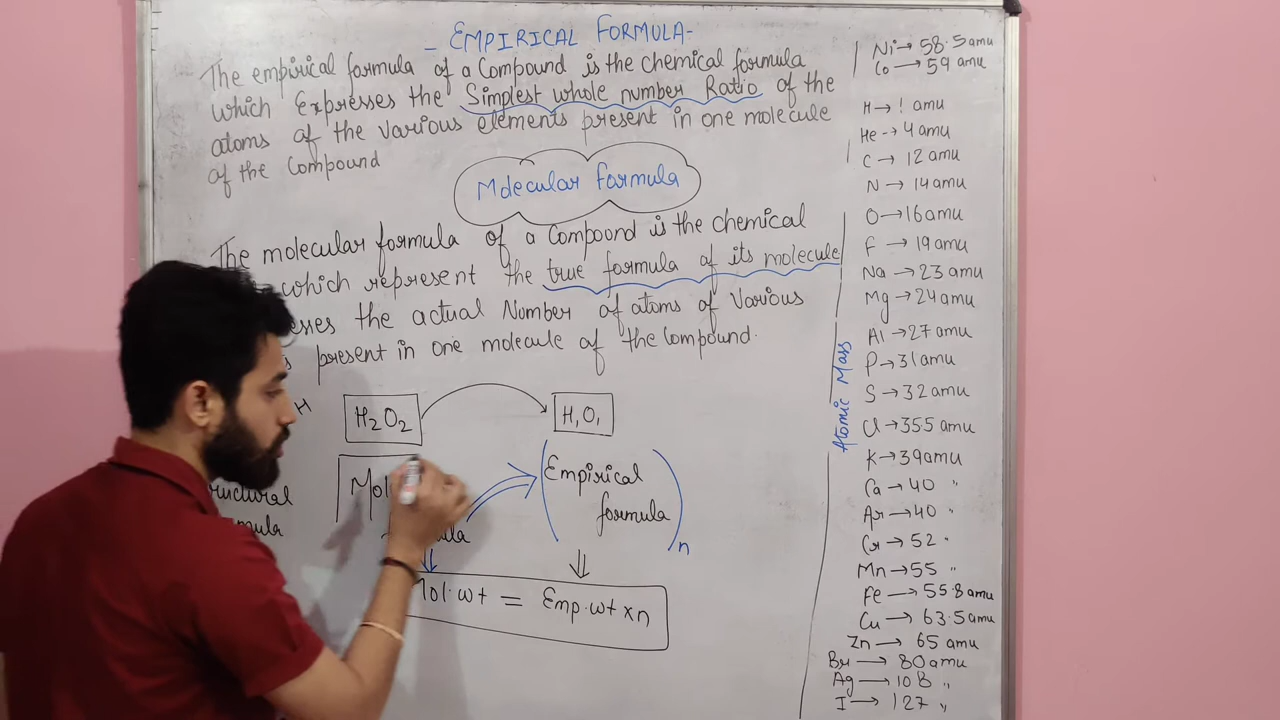 - EMPIRICAL FORMULA-
The empirical formula of a Compound is the chemical formula
which Expresses the Simplest whole number Ratio of the
atoms of the various elements present in one molecule
of the Compound
Molecular formula
The molecular formula of a Compound is the chemical
which represent the true formula of its molecule
the actual Number of atoms of Various
present in one molecule of the Compound.
H
H2O2
H1O1
Mol
Empirical
formula
n
Mol.wt = Emp.wt x n
Atomic Mass
Ni → 58.5 amu
Co → 59 amu
H → 1 amu
He → 4 amu
C → 12 amu
N → 14 amu
O → 16 amu
F → 19 amu
Na → 23 amu
Mg → 24 amu
Al → 27 amu
P → 31 amu
S → 32 amu
Cl → 355 amu
K → 39 amu
Ca → 40 "
Ar → 40 "
Cr → 52 "
Mn → 55 "
Fe → 55.8 amu
Cu → 63.5 amu
Zn → 65 amu
Br → 80 amu
Ag → 108 "
I → 127 "